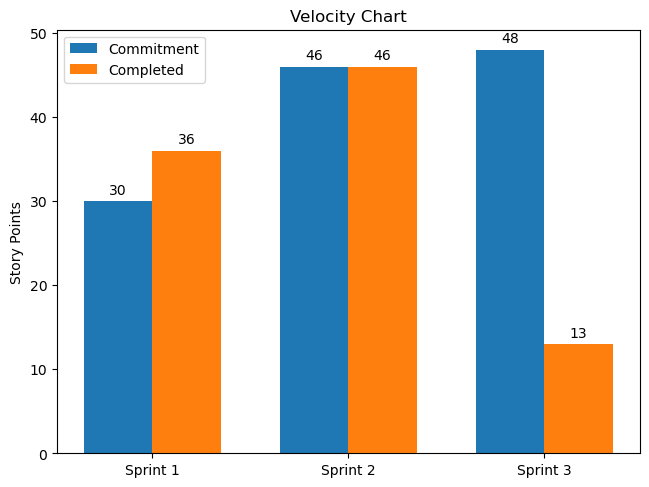 Velocity Chart
Commitment
Completed
Story Points
50
40
30
20
10
0
30
36
46
46
48
13
Sprint 1
Sprint 2
Sprint 3